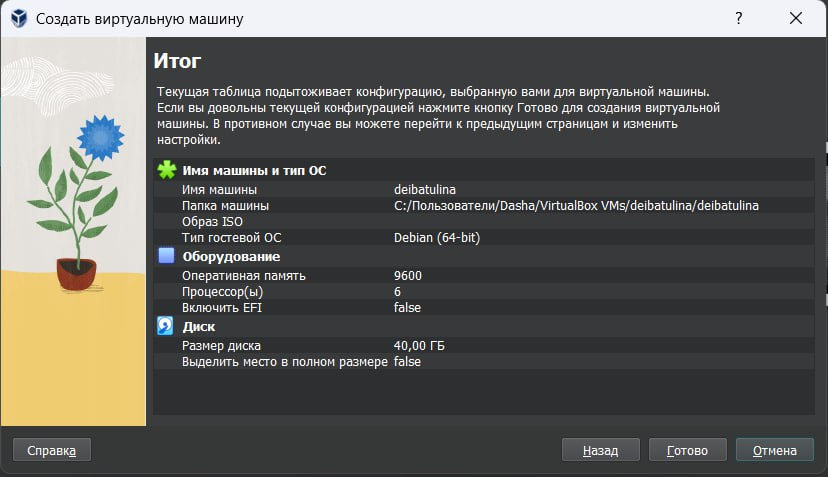 Создать виртуальную машину
?
Итог
Текущая таблица подытоживает конфигурацию, выбранную вами для виртуальной машины.
Если вы довольны текущей конфигурацией нажмите кнопку Готово для создания виртуальной
машины. В противном случае вы можете перейти к предыдущим страницам и изменить
настройки.
Имя машины и тип ОС
Имя машины deibatulina
Папка машины C:/Пользователи/Dasha/VirtualBox VMs/deibatulina/deibatulina
Образ ISO
Тип гостевой ОС Debian (64-bit)
Оборудование
Оперативная память 9600
Процессор(ы) 6
Включить EFI false
Диск
Размер диска 40,00 ГБ
Выделить место в полном размере false
Справка Назад Готово Отмена